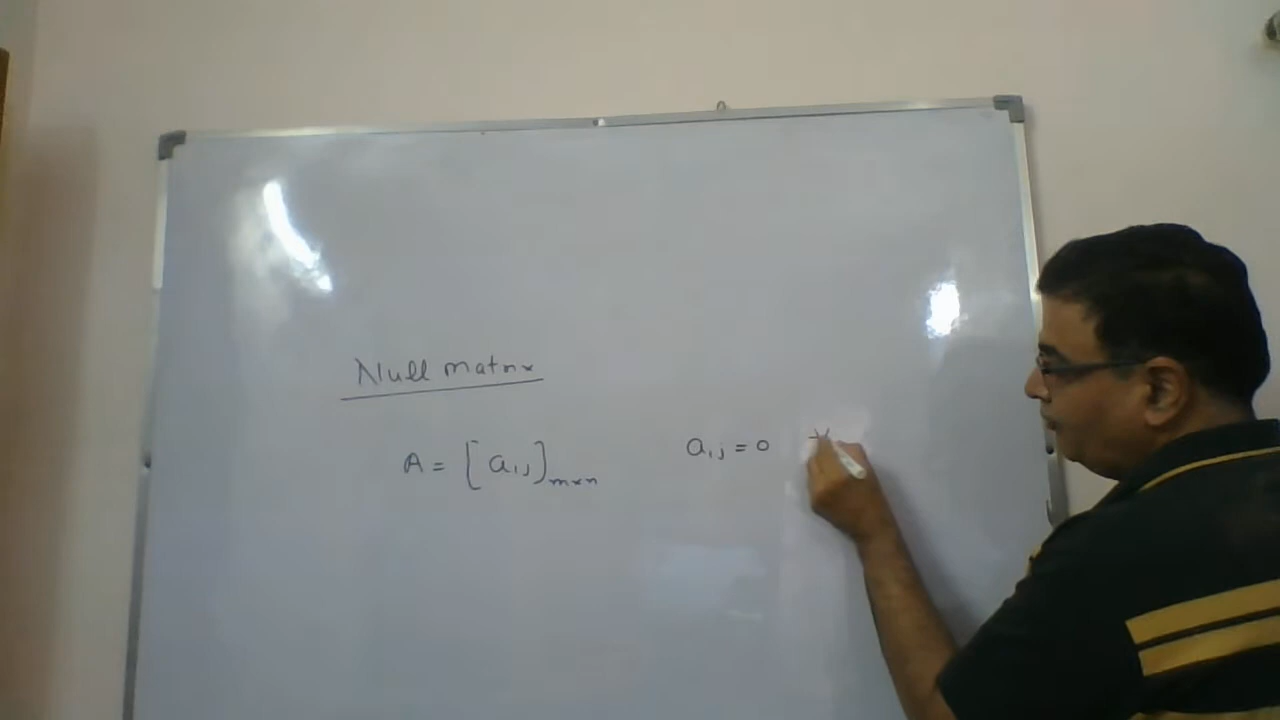 Null matrix
A = [aij]m×n aij = 0 ∀